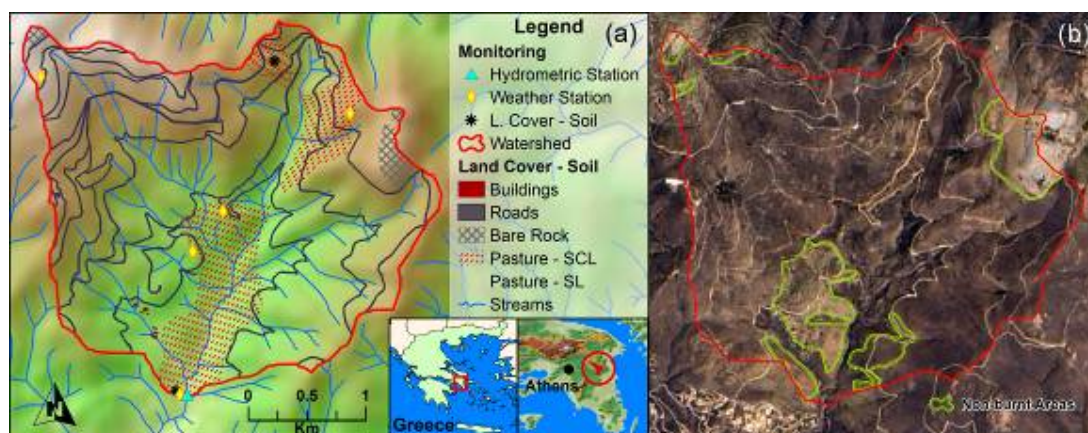 Legend
(a)
Monitoring
Hydrometric Station
Weather Station
L. Cover - Soil
Watershed
Land Cover - Soil
Buildings
Roads
Bare Rock
Pasture - SCL
Pasture - SL
Streams
N
0 0.5 1
Km
Greece
Athens
(b)
Non burnt Areas